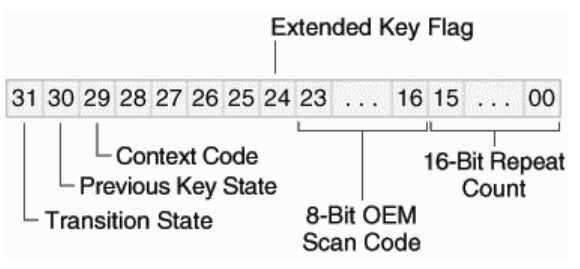 Extended Key Flag
31 30 29 28 27 26 25 24 23 ... 16 15 ... 00
Context Code
Previous Key State
Transition State
8-Bit OEM
Scan Code
16-Bit Repeat
Count